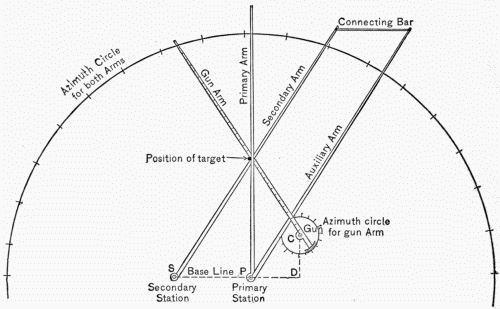 Connecting Bar
Azimuth Circle
for both Arms
Gun Arm
Primary Arm
Secondary Arm
Auxiliary Arm
Position of target
Azimuth circle
for gun Arm
Gun
C
S
Base Line
P
D
Secondary
Station
Primary
Station